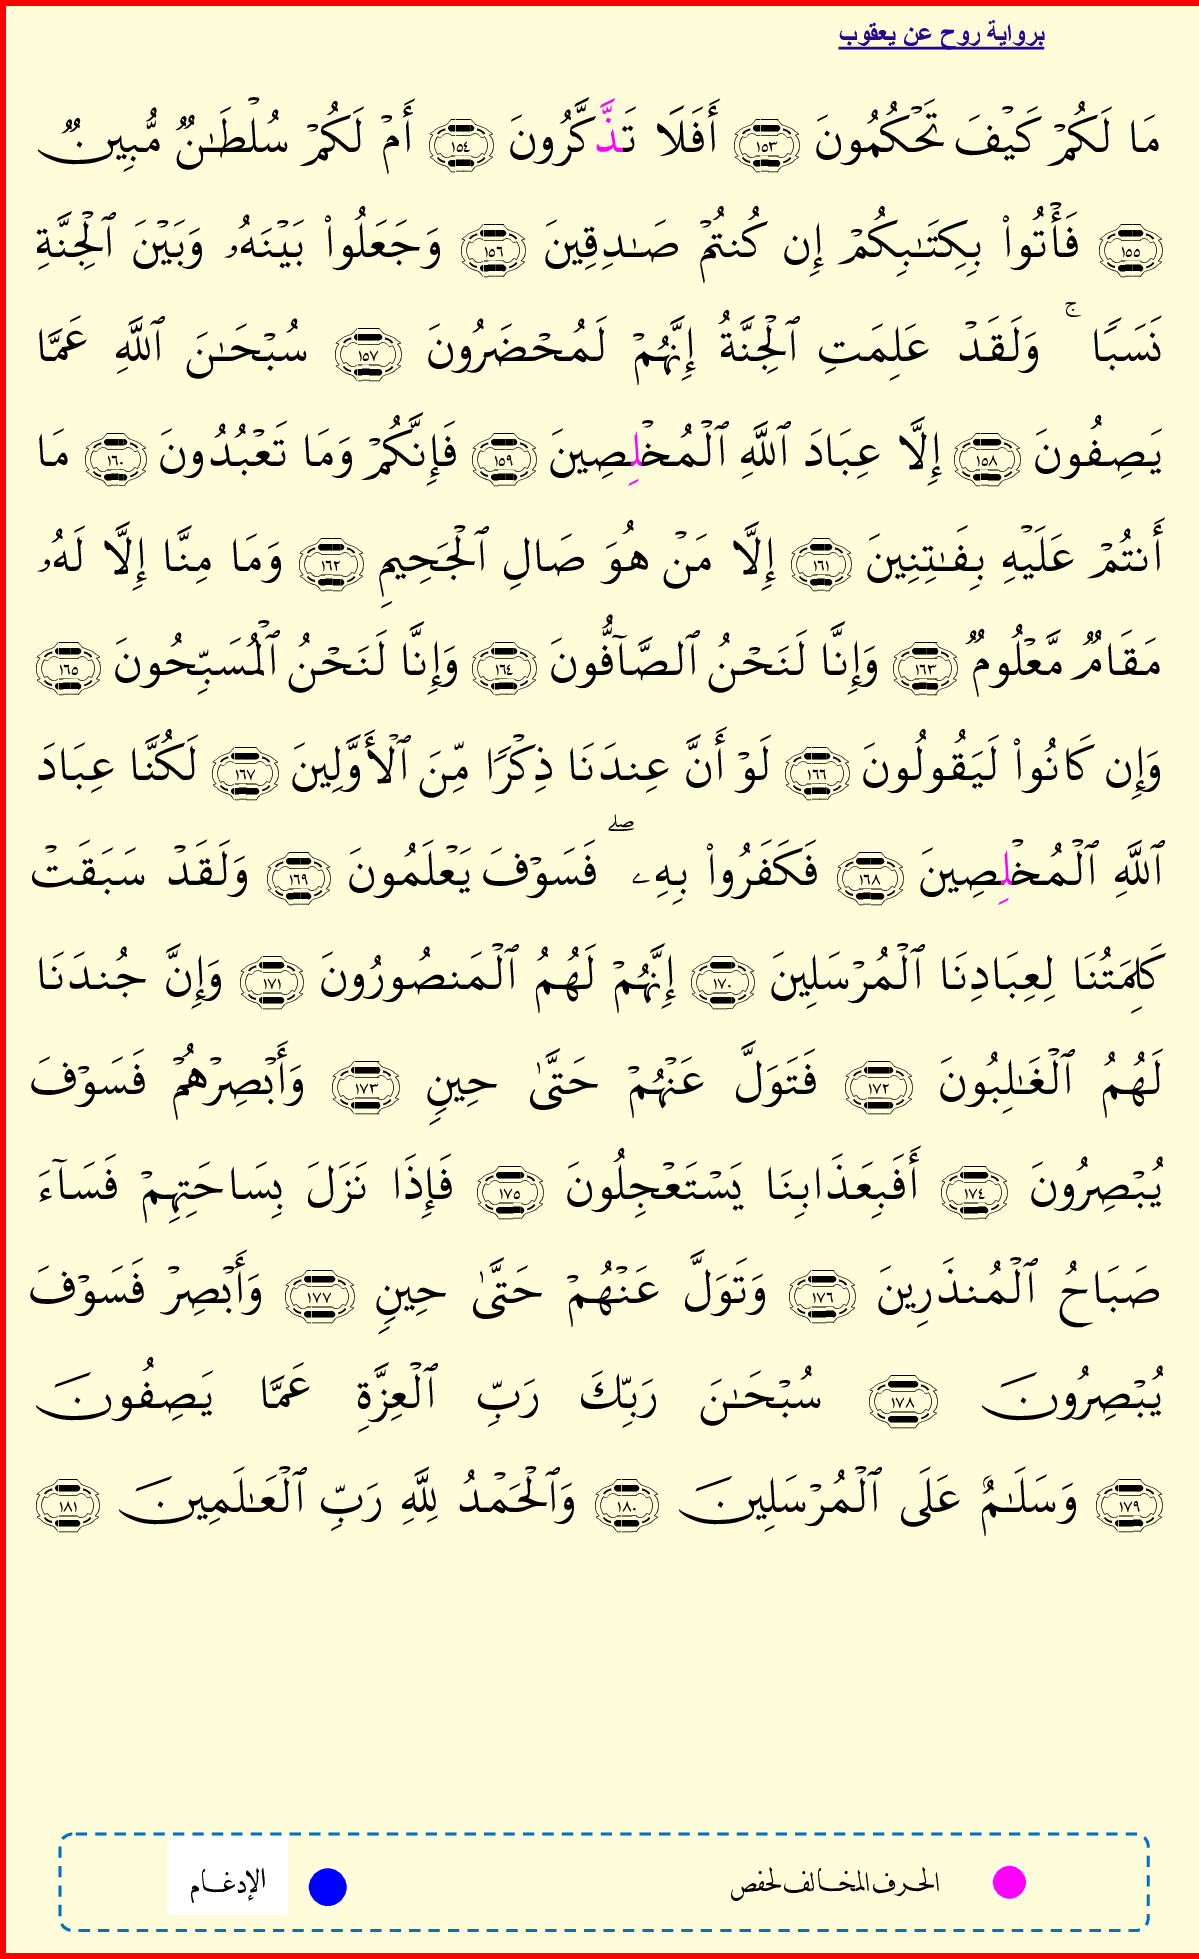 برواية روح عن يعقوب
مَا لَكُمۡ كَيۡفَ تَحۡكُمُونَ ١٥٣ أَفَلَا تَذَّكَّرُونَ ١٥٤ أَمۡ لَكُمۡ سُلۡطَـٰنٌ مُّبِينٌ
١٥٥ فَأۡتُواْ بِكِتَـٰبِكُمۡ إِن كُنتُمۡ صَـٰدِقِينَ ١٥٦ وَجَعَلُواْ بَيۡنَهُۥ وَبَيۡنَ ٱلۡجِنَّةِ
نَسَبًا ۚ وَلَقَدۡ عَلِمَتِ ٱلۡجِنَّةُ إِنَّهُمۡ لَمُحۡضَرُونَ ١٥٧ سُبۡحَـٰنَ ٱللَّهِ عَمَّا
يَصِفُونَ ١٥٨ إِلَّا عِبَادَ ٱللَّهِ ٱلۡمُخۡلِصِينَ ١٥٩ فَإِنَّكُمۡ وَمَا تَعۡبُدُونَ ١٦٠ مَا
أَنتُمۡ عَلَيۡهِ بِفَـٰتِنِينَ ١٦١ إِلَّا مَنۡ هُوَ صَالِ ٱلۡجَحِيمِ ١٦٢ وَمَا مِنَّا إِلَّا لَهُۥ
مَقَامٌ مَّعۡلُومٌ ١٦٣ وَإِنَّا لَنَحۡنُ ٱلصَّآفُّونَ ١٦٤ وَإِنَّا لَنَحۡنُ ٱلۡمُسَبِّحُونَ ١٦٥
وَإِن كَانُواْ لَيَقُولُونَ ١٦٦ لَوۡ أَنَّ عِندَنَا ذِكۡرًا مِّنَ ٱلۡأَوَّلِينَ ١٦٧ لَكُنَّا عِبَادَ
ٱللَّهِ ٱلۡمُخۡلِصِينَ ١٦٨ فَكَفَرُواْ بِهِۦ ۖ فَسَوۡفَ يَعۡلَمُونَ ١٦٩ وَلَقَدۡ سَبَقَتۡ
كَلِمَتُنَا لِعِبَادِنَا ٱلۡمُرۡسَلِينَ ١٧٠ إِنَّهُمۡ لَهُمُ ٱلۡمَنصُورُونَ ١٧١ وَإِنَّ جُندَنَا
لَهُمُ ٱلۡغَـٰلِبُونَ ١٧٢ فَتَوَلَّ عَنۡهُمۡ حَتَّىٰ حِينٍ ١٧٣ وَأَبۡصِرۡهُمۡ فَسَوۡفَ
يُبۡصِرُونَ ١٧٤ أَفَبِعَذَابِنَا يَسۡتَعۡجِلُونَ ١٧٥ فَإِذَا نَزَلَ بِسَاحَتِهِمۡ فَسَآءَ
صَبَاحُ ٱلۡمُنذَرِينَ ١٧٦ وَتَوَلَّ عَنۡهُمۡ حَتَّىٰ حِينٍ ١٧٧ وَأَبۡصِرۡ فَسَوۡفَ
يُبۡصِرُونَ ١٧٨ سُبۡحَـٰنَ رَبِّكَ رَبِّ ٱلۡعِزَّةِ عَمَّا يَصِفُونَ
١٧٩ وَسَلَـٰمٌ عَلَى ٱلۡمُرۡسَلِينَ ١٨٠ وَٱلۡحَمۡدُ لِلَّهِ رَبِّ ٱلۡعَـٰلَمِينَ ١٨١
الحرف المخالف لحفص الإدغام